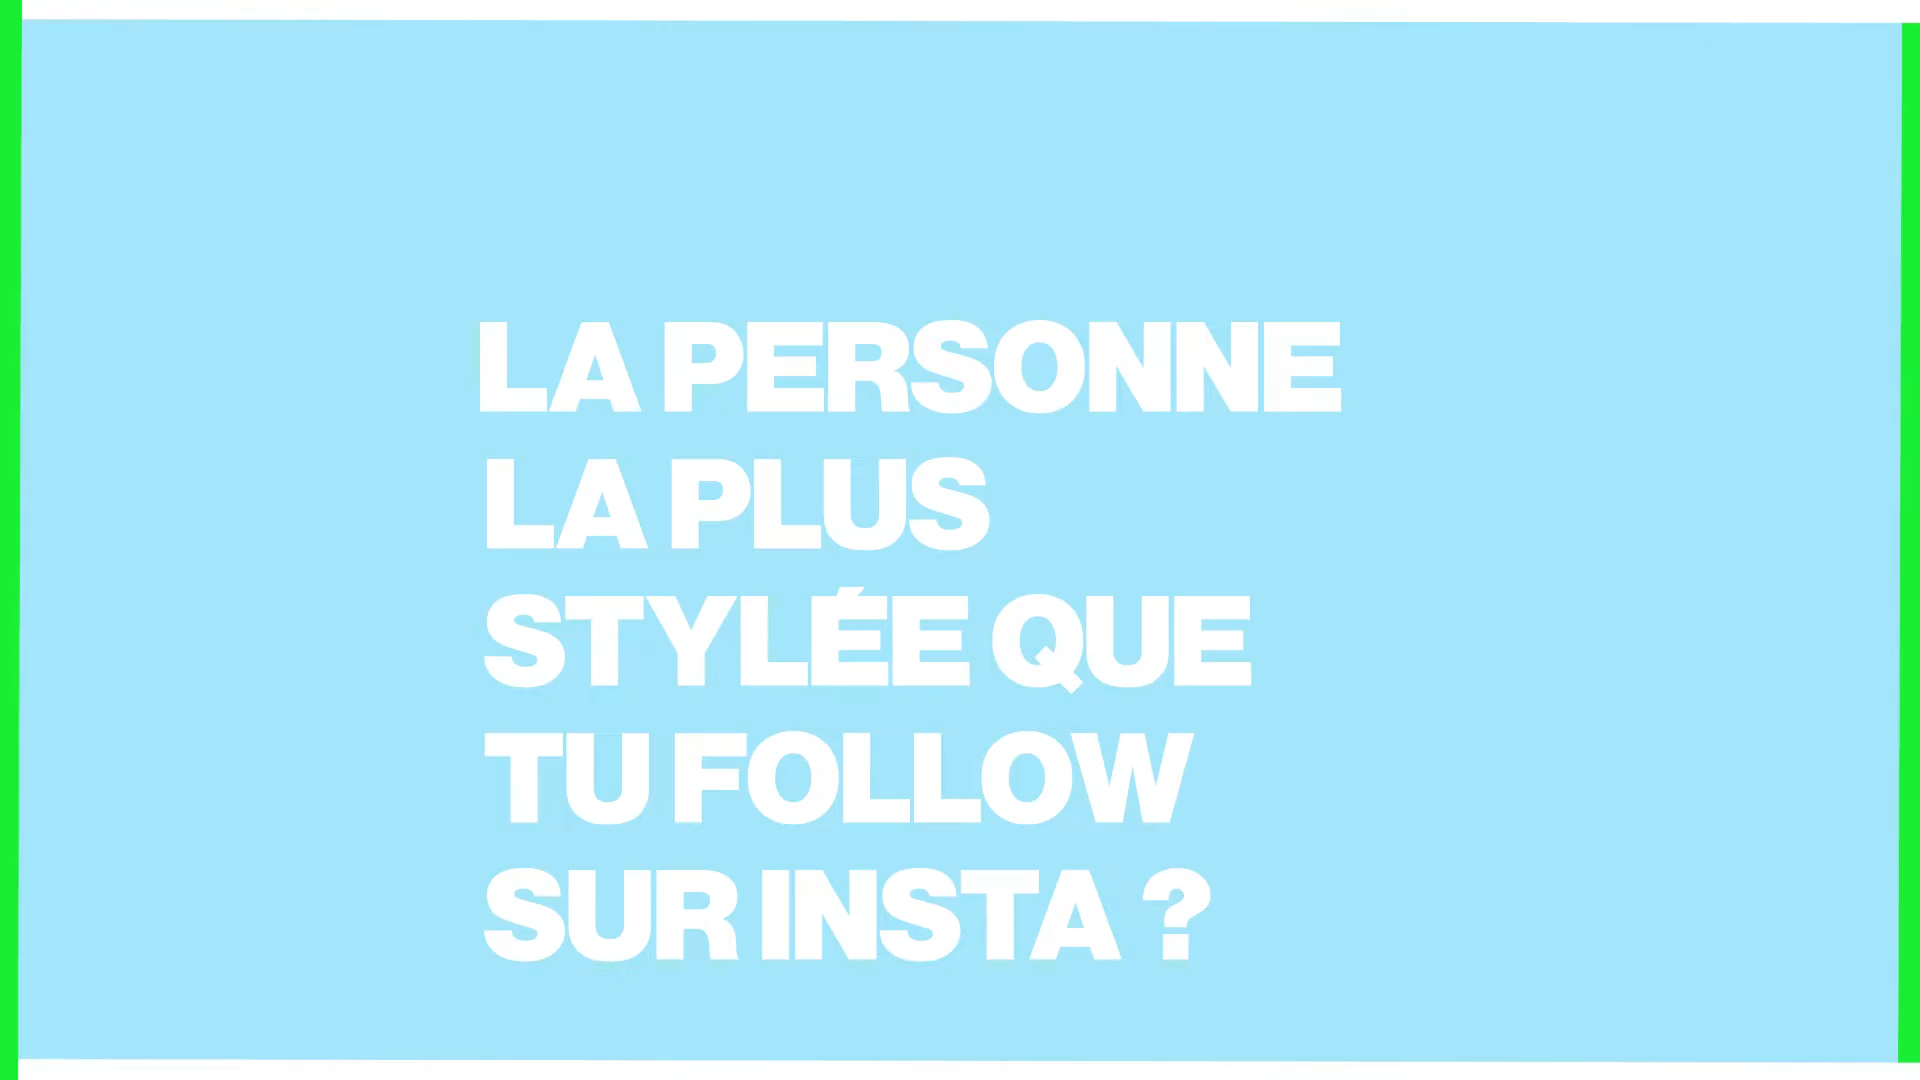 LA PERSONNE
LA PLUS
STYLÉE QUE
TU FOLLOW
SUR INSTA ?